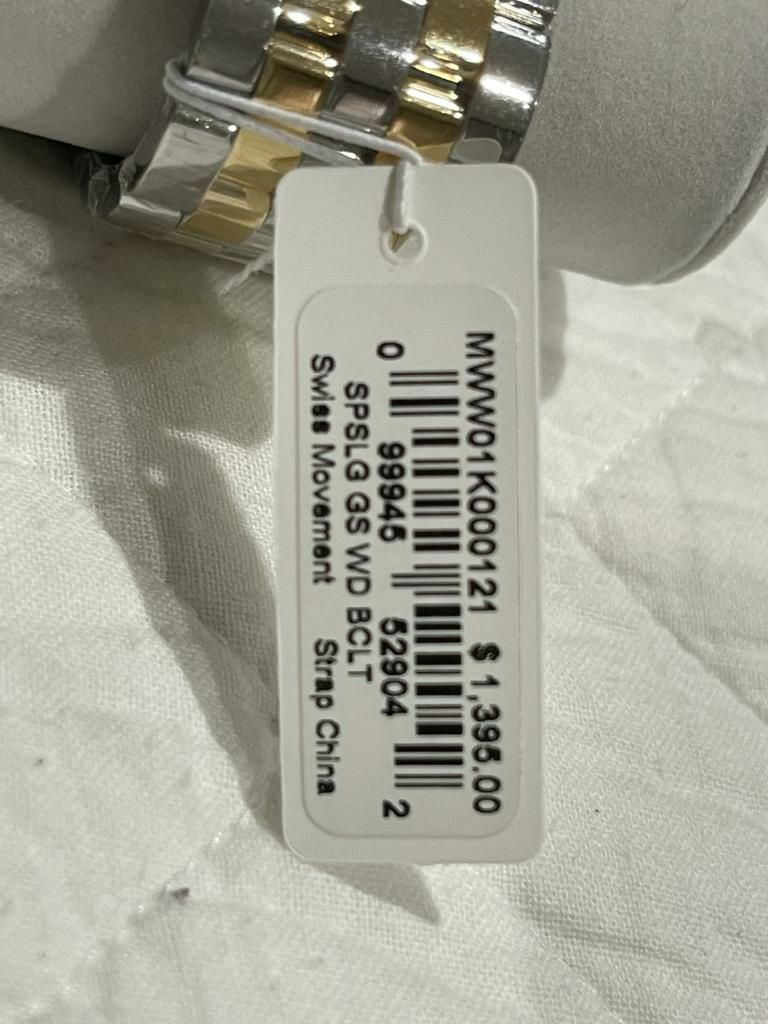 MWW01K000121 $ 1,395.00
0 99945 52904 2
SPSLG GS WD BCLT
Swiss Movement Strap China